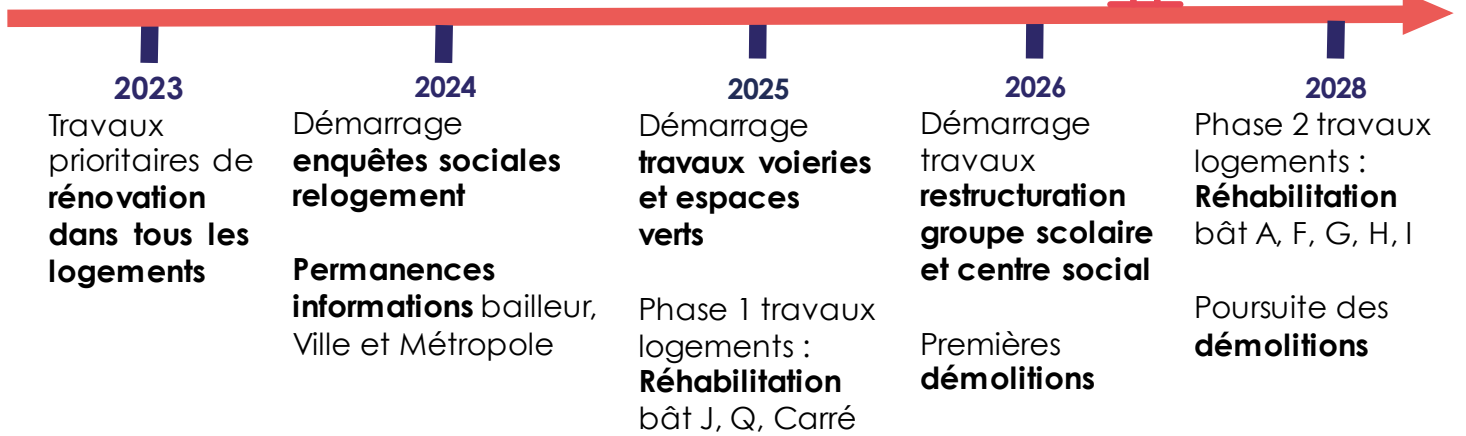 2023
Travaux
prioritaires de
rénovation
dans tous les
logements
2024
Démarrage
enquêtes sociales
relogement
Permanences
informations bailleur,
Ville et Métropole
2025
Démarrage
travaux voieries
et espaces
verts
Phase 1 travaux
logements :
Réhabilitation
bât J, Q, Carré
2026
Démarrage
travaux
restructuration
groupe scolaire
et centre social
Premières
démolitions
2028
Phase 2 travaux
logements :
Réhabilitation
bât A, F, G, H, I
Poursuite des
démolitions